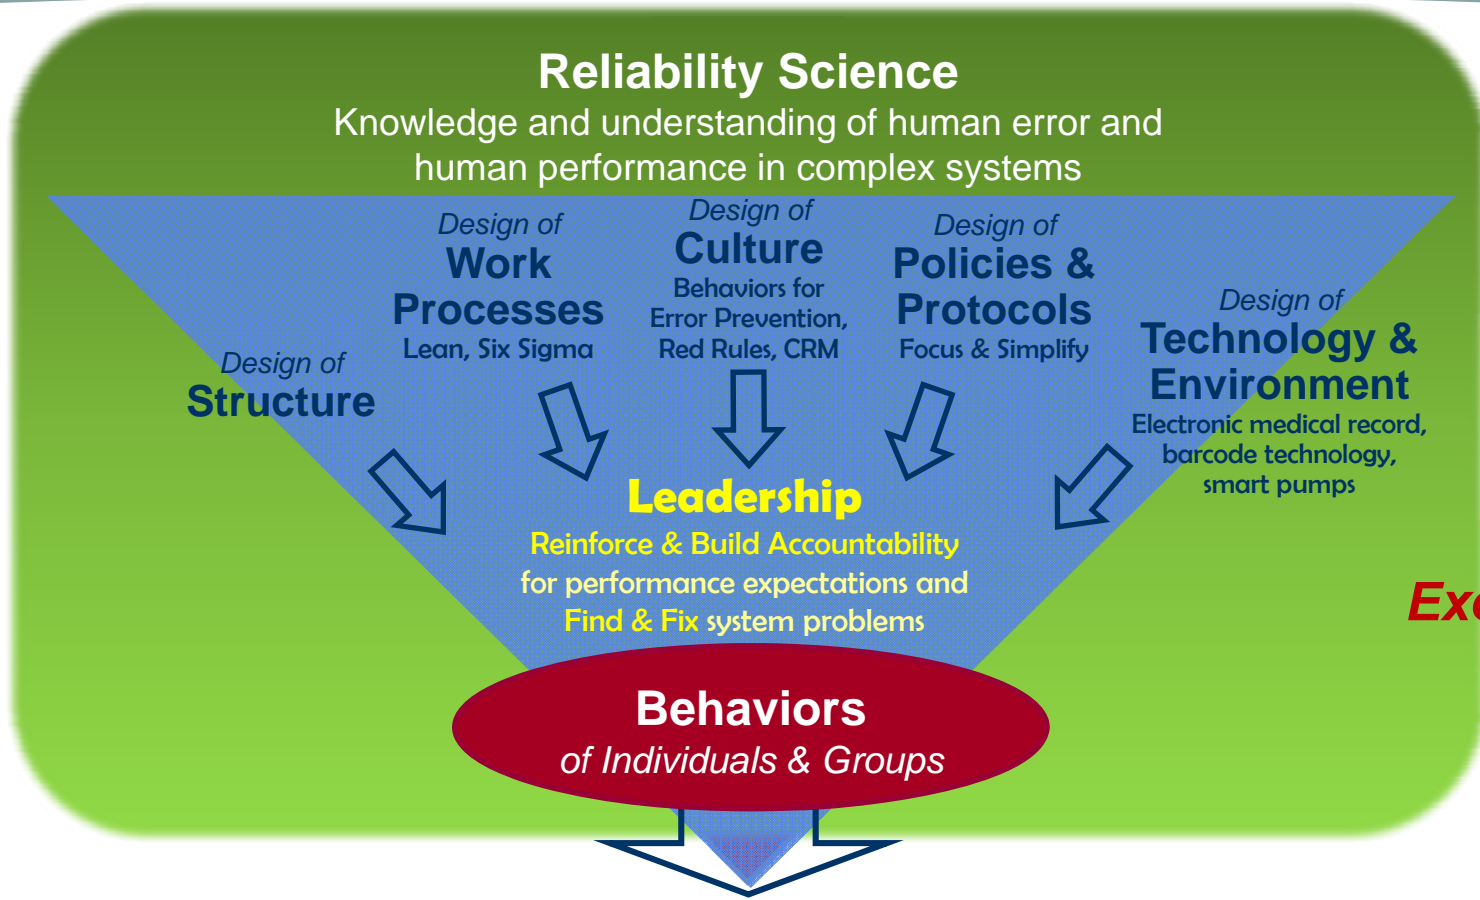 Reliability Science
Knowledge and understanding of human error and
human performance in complex systems
Design of
Structure
Design of
Work
Processes
Lean, Six Sigma
Design of
Culture
Behaviors for
Error Prevention,
Red Rules, CRM
Design of
Policies &
Protocols
Focus & Simplify
Design of
Technology &
Environment
Electronic medical record,
barcode technology,
smart pumps
Leadership
Reinforce & Build Accountability
for performance expectations and
Find & Fix system problems
Behaviors
of Individuals & Groups